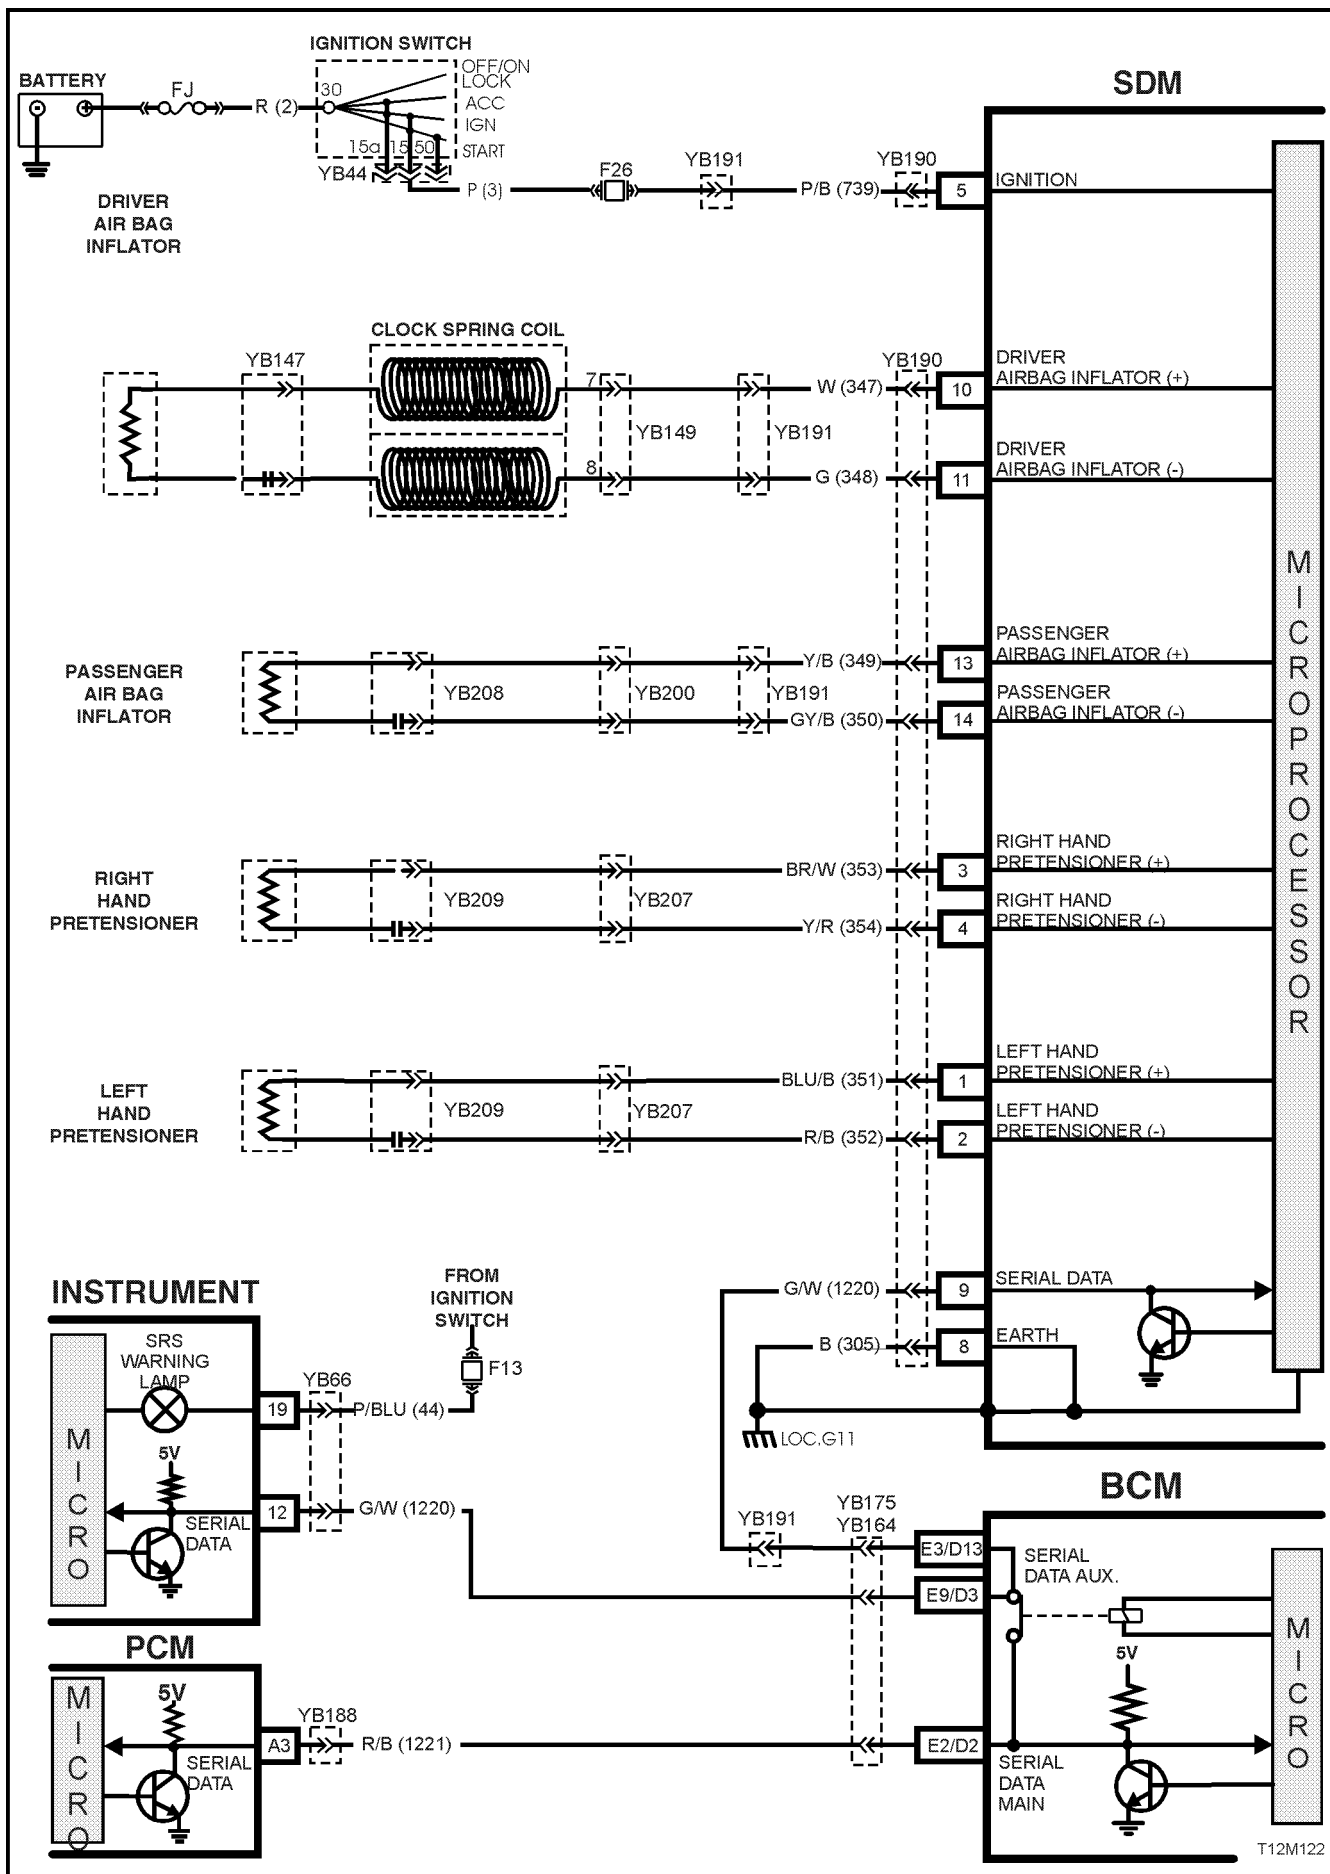 IGNITION SWITCH
BATTERY
FJ
R (2)
30
OFF/ON
LOCK
ACC
IGN
START
15a 15 50
YB44
P (3)
F26
YB191
P/B (739)
YB190
SDM
5
IGNITION
DRIVER
AIR BAG
INFLATOR
CLOCK SPRING COIL
YB147
7
8
YB149
YB191
W (347)
G (348)
YB190
10
11
DRIVER
AIRBAG INFLATOR (+)
DRIVER
AIRBAG INFLATOR (-)
MICROPROCESSOR
PASSENGER
AIR BAG
INFLATOR
YB208
YB200
YB191
Y/B (349)
GY/B (350)
13
14
PASSENGER
AIRBAG INFLATOR (+)
PASSENGER
AIRBAG INFLATOR (-)
RIGHT
HAND
PRETENSIONER
YB209
YB207
BR/W (353)
Y/R (354)
3
4
RIGHT HAND
PRETENSIONER (+)
RIGHT HAND
PRETENSIONER (-)
LEFT
HAND
PRETENSIONER
YB209
YB207
BLU/B (351)
R/B (352)
1
2
LEFT HAND
PRETENSIONER (+)
LEFT HAND
PRETENSIONER (-)
G/W (1220)
B (305)
9
8
SERIAL DATA
EARTH
LOC.G11
INSTRUMENT
SRS
WARNING
LAMP
MICRO
5V
SERIAL
DATA
19
12
YB66
P/BLU (44)
G/W (1220)
FROM
IGNITION
SWITCH
F13
YB191
YB175
YB164
BCM
E3/D13
E9/D3
E2/D2
SERIAL
DATA AUX.
5V
SERIAL
DATA
MAIN
MICRO
PCM
MICRO
5V
SERIAL
DATA
A3
YB188
R/B (1221)
T12M122